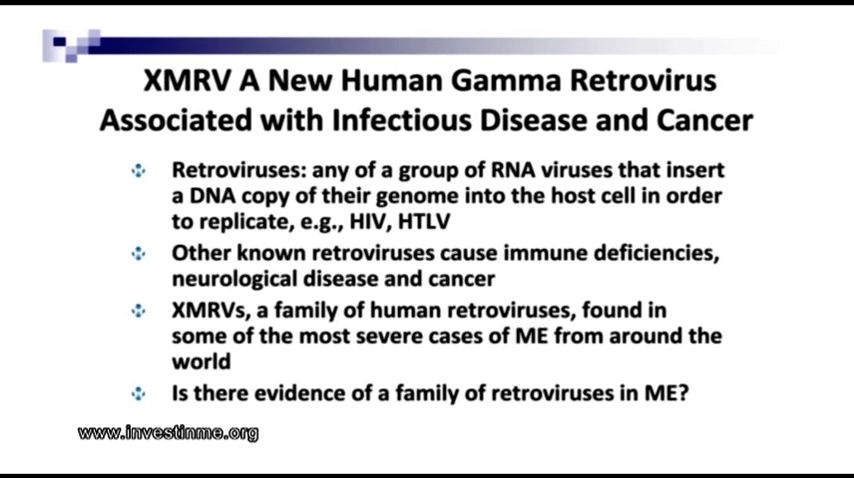 XMRV A New Human Gamma Retrovirus
Associated with Infectious Disease and Cancer
Retroviruses: any of a group of RNA viruses that insert
a DNA copy of their genome into the host cell in order
to replicate, e.g., HIV, HTLV
Other known retroviruses cause immune deficiencies,
neurological disease and cancer
XMRVs, a family of human retroviruses, found in
some of the most severe cases of ME from around the
world
Is there evidence of a family of retroviruses in ME?
www.investinme.org